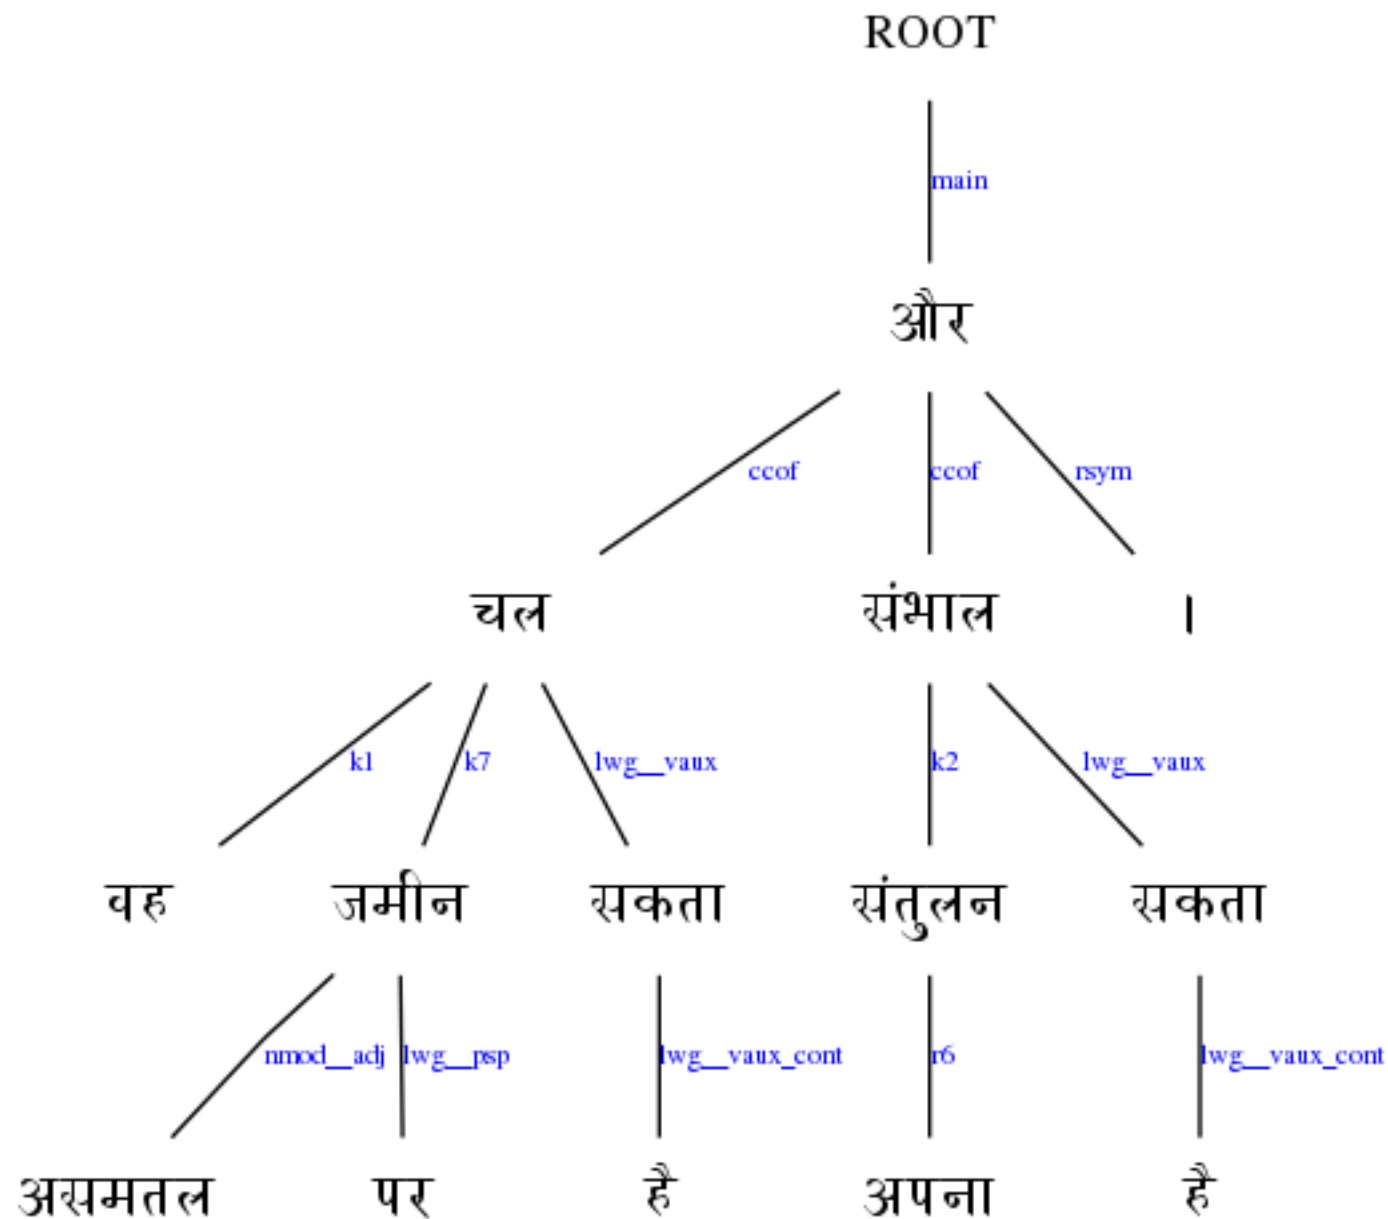 ROOT
main
और
ccof ccof rsym
चल संभाल ।
k1 k7 lwg__vaux k2 lwg__vaux
वह जमीन सकता संतुलन सकता
nmod__adj lwg__psp lwg__vaux_cont r6 lwg__vaux_cont
असमतल पर है अपना है